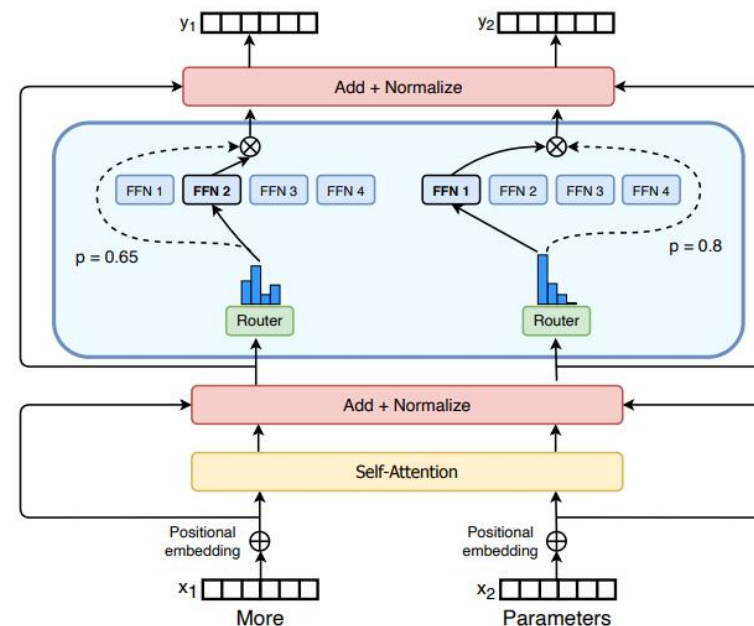 y1 y2
Add + Normalize
FFN 1 FFN 2 FFN 3 FFN 4 FFN 1 FFN 2 FFN 3 FFN 4
p = 0.65 p = 0.8
Router Router
Add + Normalize
Self-Attention
Positional
embedding
Positional
embedding
x1 x2
More Parameters